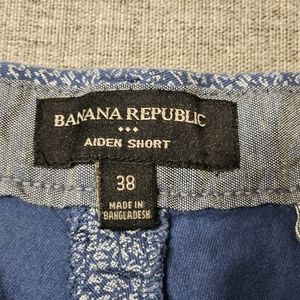 BANANA REPUBLIC
AIDEN SHORT
38
MADE IN
BANGLADESH